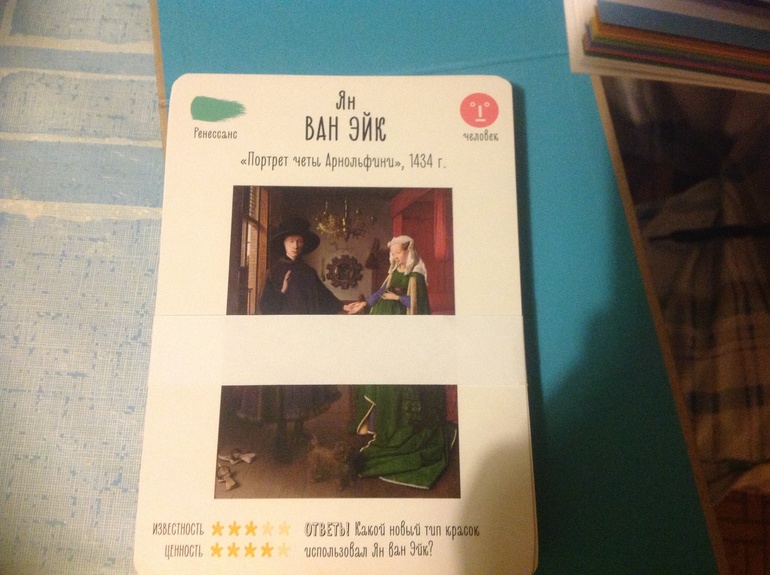 Ян
ВАН ЭЙК
Ренессанс
человек
«Портрет четы Арнольфини», 1434 г.
ИЗВЕСТНОСТЬ
ЦЕННОСТЬ
ОТВЕТЬ! Какой новый тип красок
использовал Ян ван Эйк?